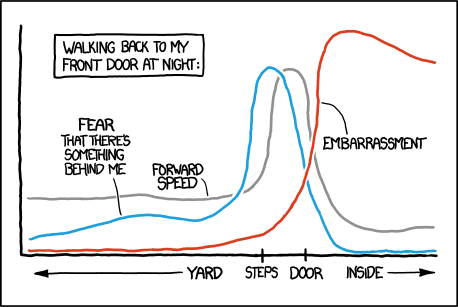 WALKING BACK TO MY
FRONT DOOR AT NIGHT:
FEAR
THAT THERE'S
SOMETHING
BEHIND ME
FORWARD
SPEED
EMBARRASSMENT
YARD STEPS DOOR INSIDE